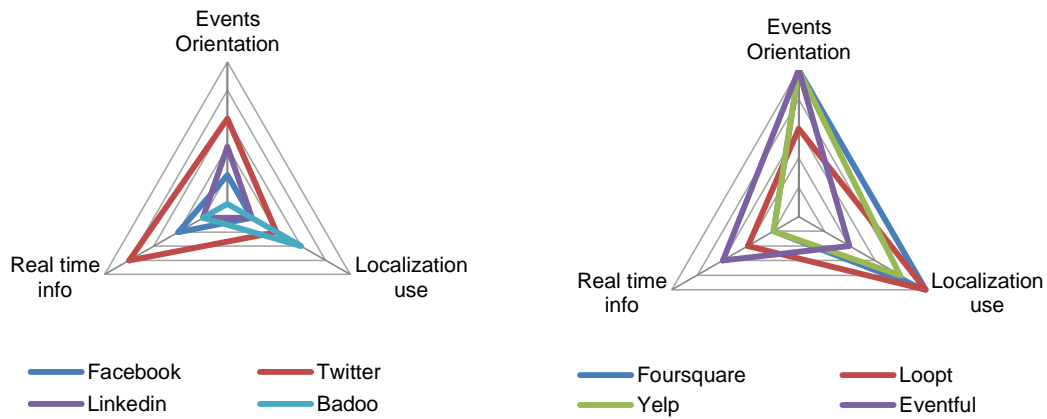 Events
Orientation
Real time
info
Localization
use
Facebook
Twitter
Linkedin
Badoo
Events
Orientation
Real time
info
Localization
use
Foursquare
Loopt
Yelp
Eventful